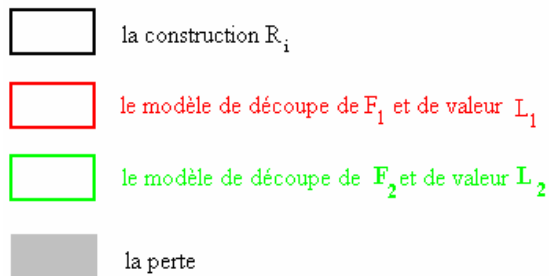 la construction R_i
le modèle de découpe de F_1 et de valeur L_1
le modèle de découpe de F_2 et de valeur L_2
la perte